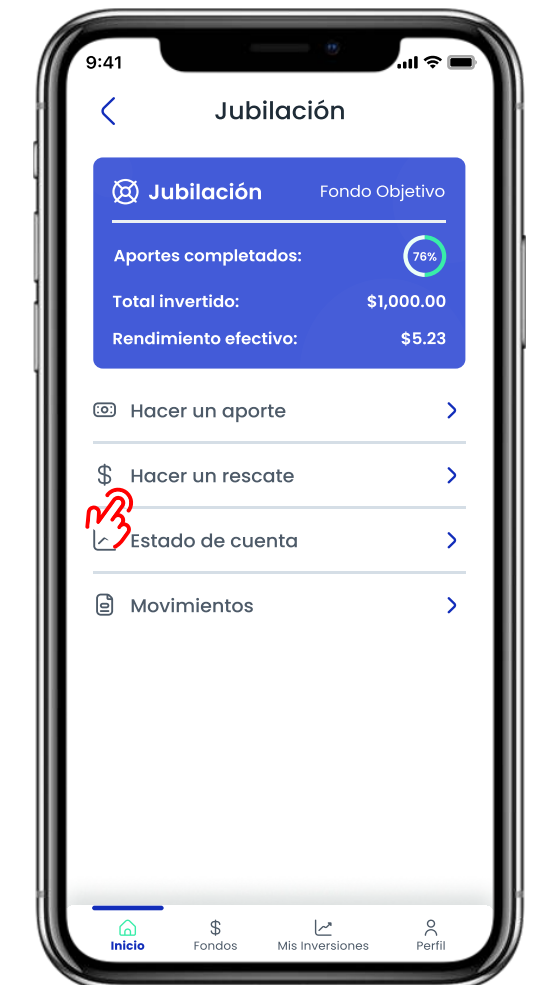 9:41
Jubilación
Jubilación Fondo Objetivo
Aportes completados: 76%
Total invertido: $1,000.00
Rendimiento efectivo: $5.23
Hacer un aporte
Hacer un rescate
Estado de cuenta
Movimientos
Inicio Fondos Mis Inversiones Perfil